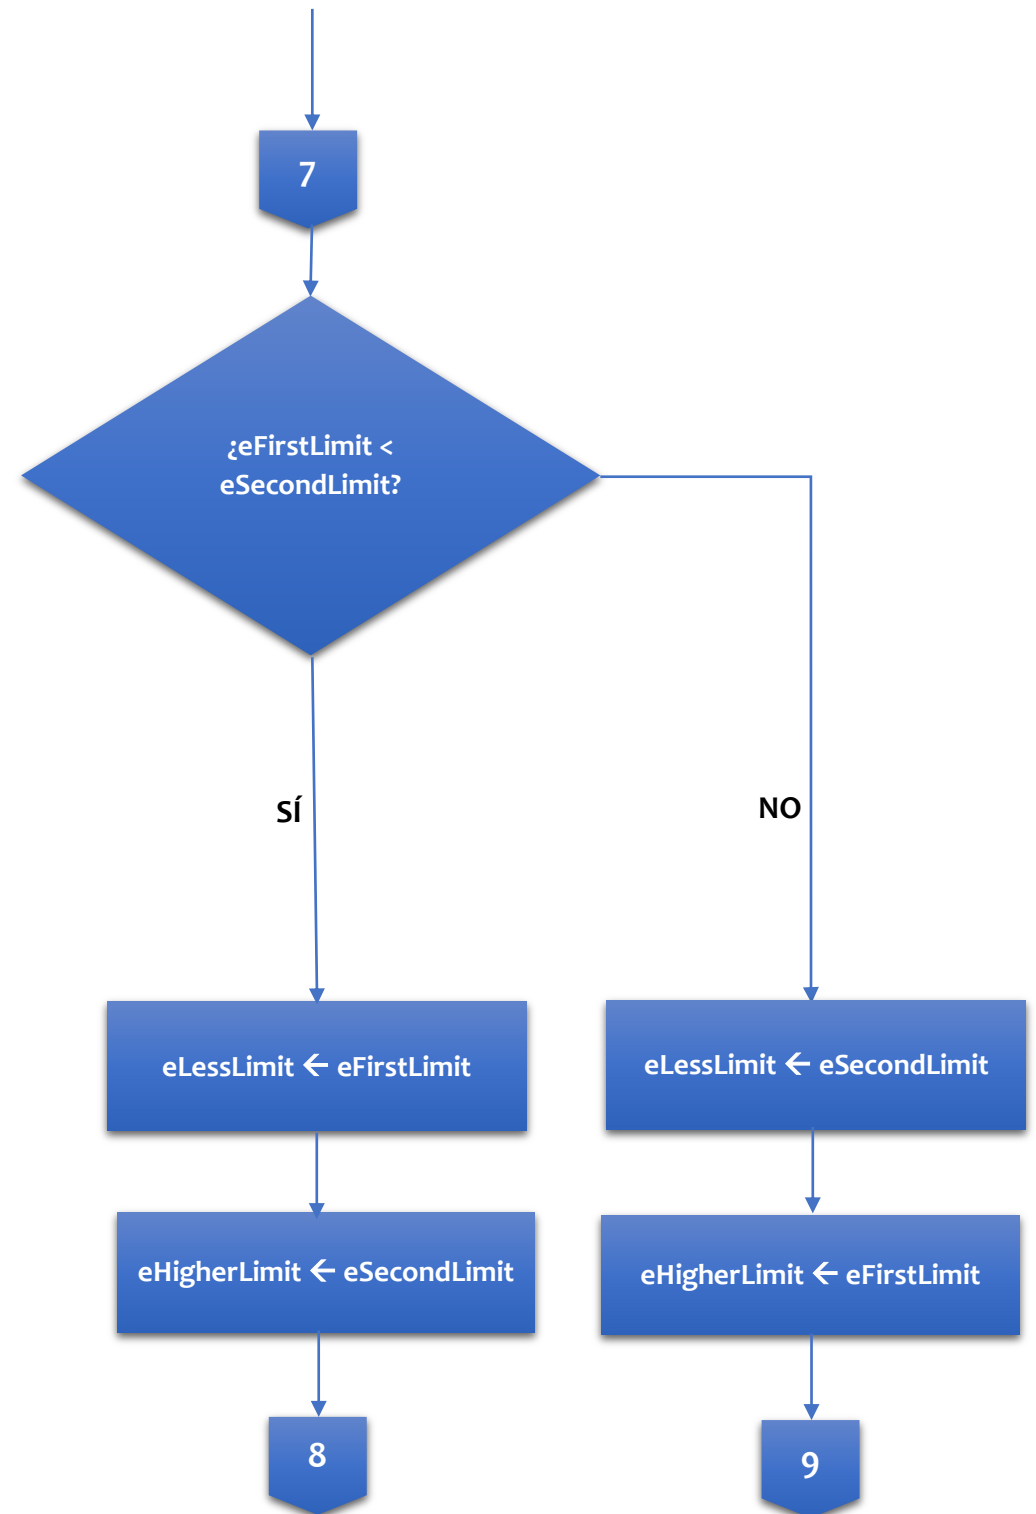 7
¿eFirstLimit <
eSecondLimit?
SÍ
NO
eLessLimit ← eFirstLimit
eLessLimit ← eSecondLimit
eHigherLimit ← eSecondLimit
eHigherLimit ← eFirstLimit
8
9